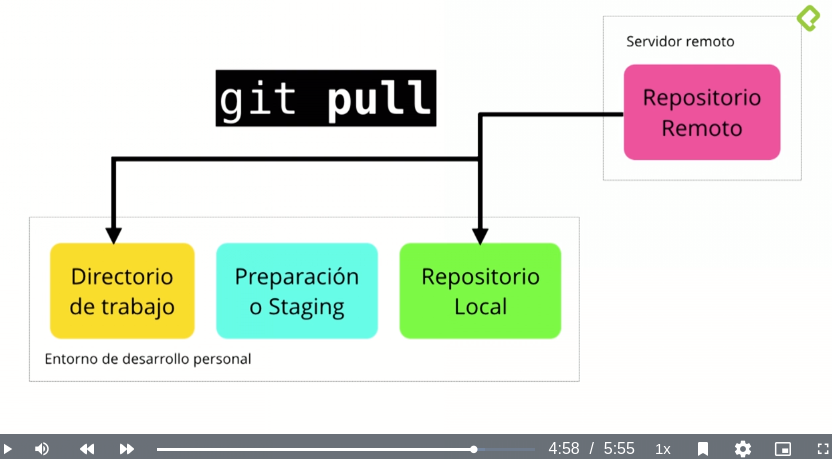 Servidor remoto
git pull
Repositorio
Remoto
Directorio
de trabajo
Preparación
o Staging
Repositorio
Local
Entorno de desarrollo personal
4:58 / 5:55 1x